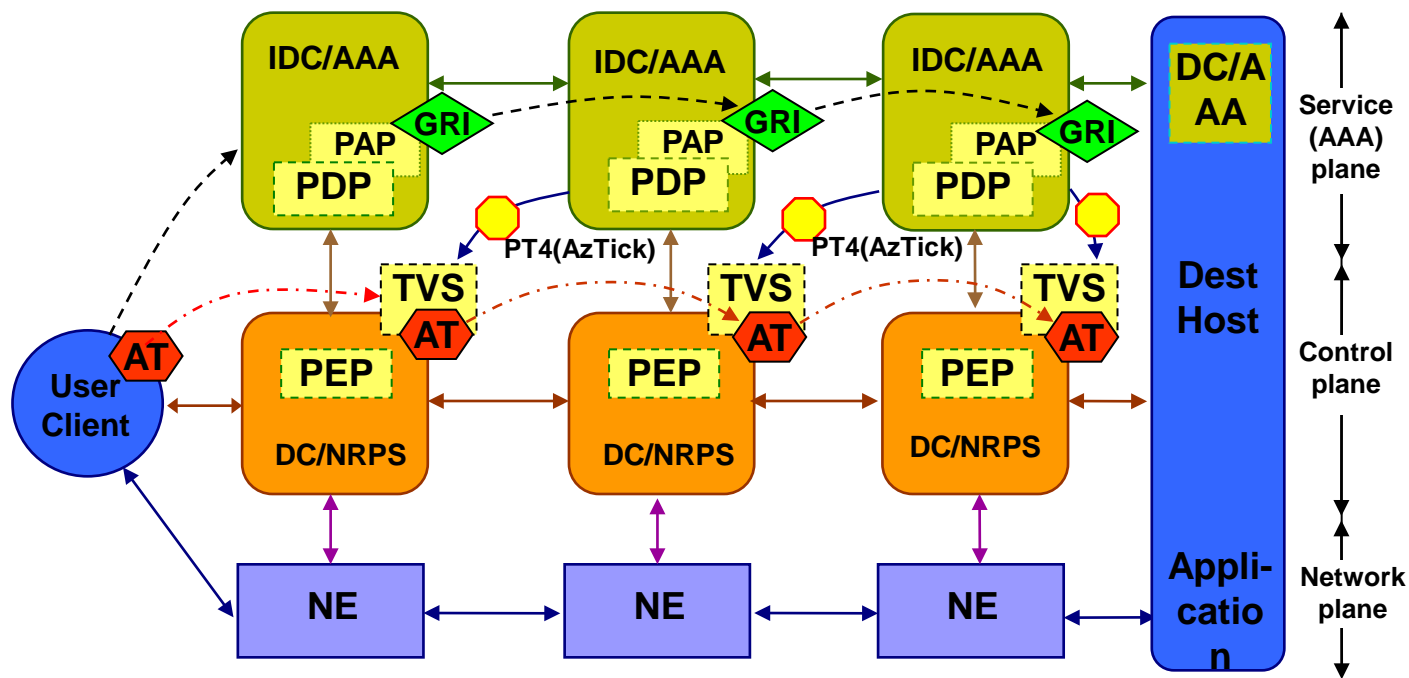 IDC/AAA
IDC/AAA
IDC/AAA
DC/A
AA
GRI
GRI
GRI
PAP
PAP
PAP
PDP
PDP
PDP
Service
(AAA)
plane
PT4(AzTick)
PT4(AzTick)
TVS
TVS
TVS
AT
AT
AT
AT
Dest
Host
User
Client
PEP
PEP
PEP
Control
plane
DC/NRPS
DC/NRPS
DC/NRPS
NE
NE
NE
Appli-
catio
n
Network
plane